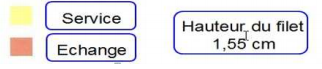 Service
Echange
Hauteur du filet
1,55 cm